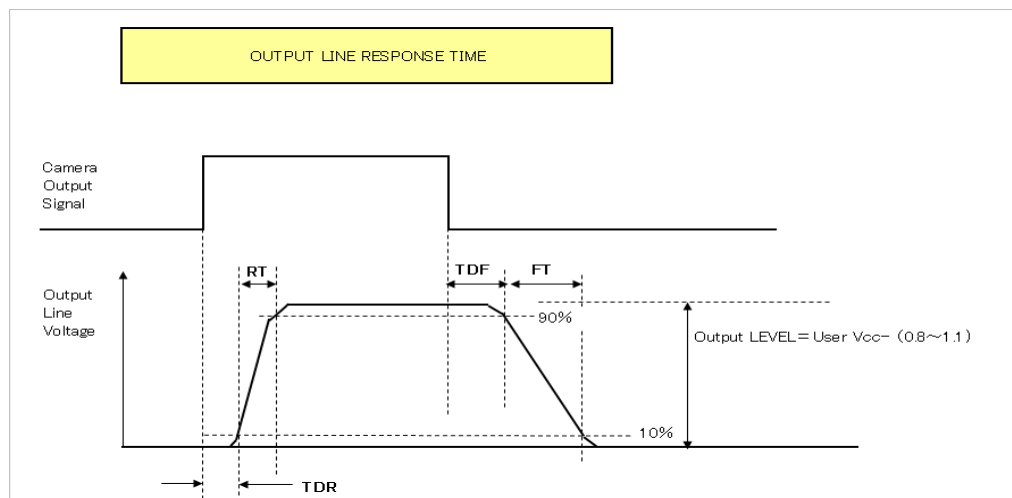 OUTPUT LINE RESPONSE TIME
Camera
Output
Signal
RT
TDF
FT
Output
Line
Voltage
90%
Output LEVEL=User Vcc-（0.8～1.1）
10%
TDR